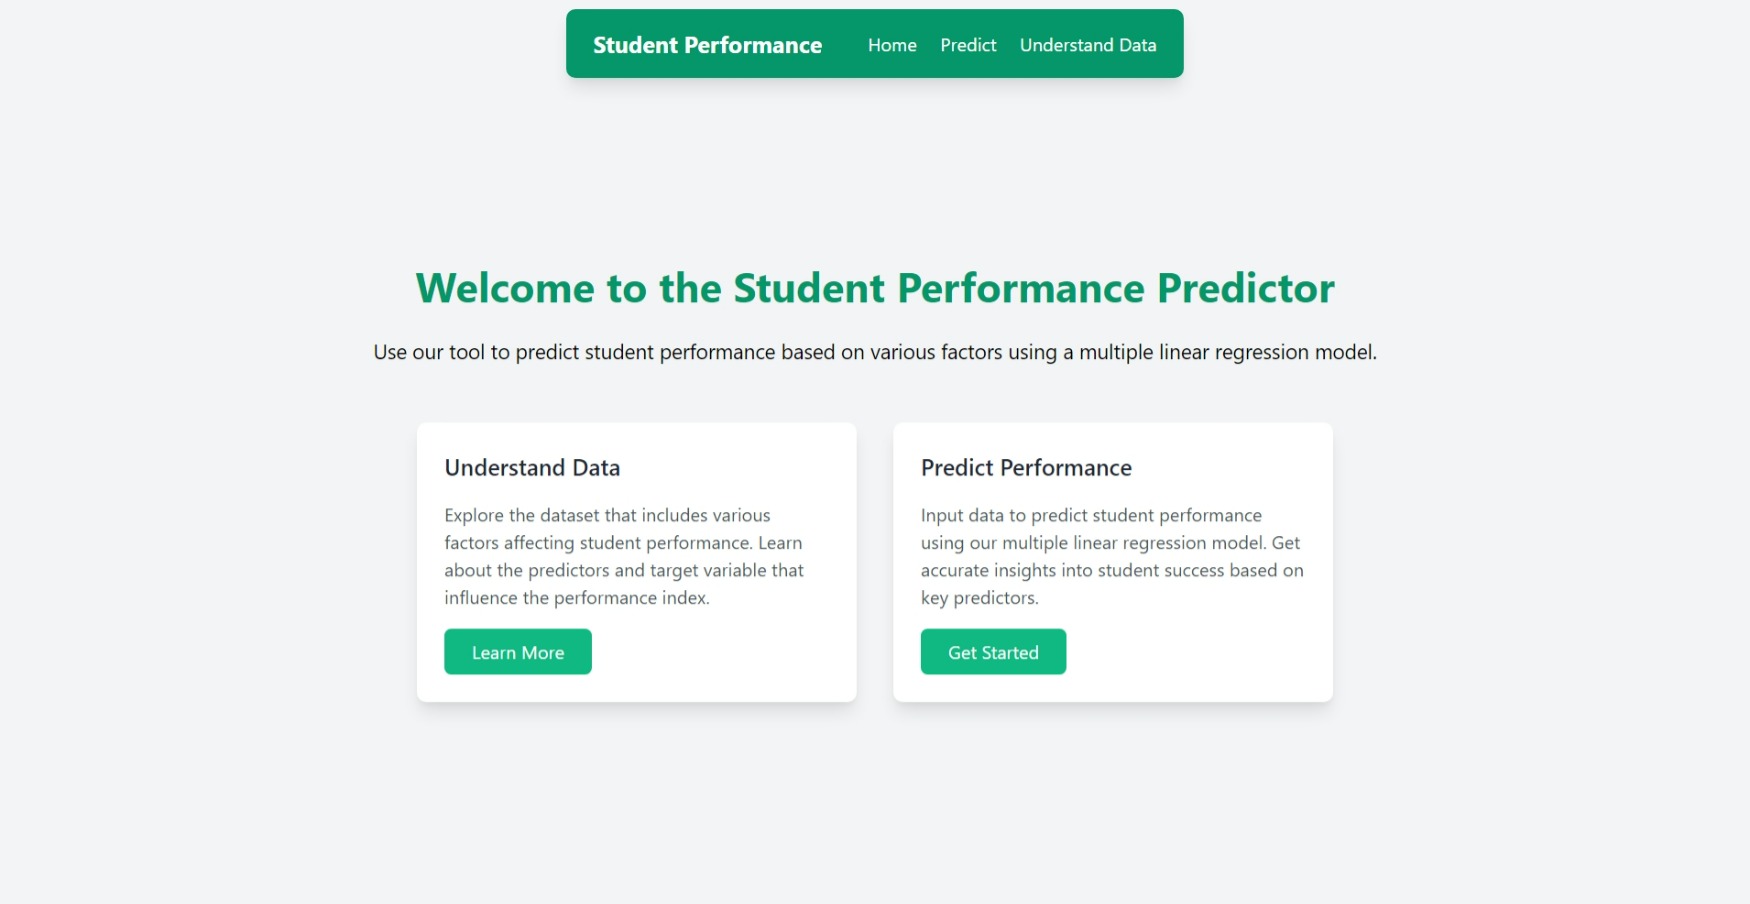 Student Performance Home Predict Understand Data
Welcome to the Student Performance Predictor
Use our tool to predict student performance based on various factors using a multiple linear regression model.
Understand Data
Explore the dataset that includes various
factors affecting student performance. Learn
about the predictors and target variable that
influence the performance index.
Learn More
Predict Performance
Input data to predict student performance
using our multiple linear regression model. Get
accurate insights into student success based on
key predictors.
Get Started